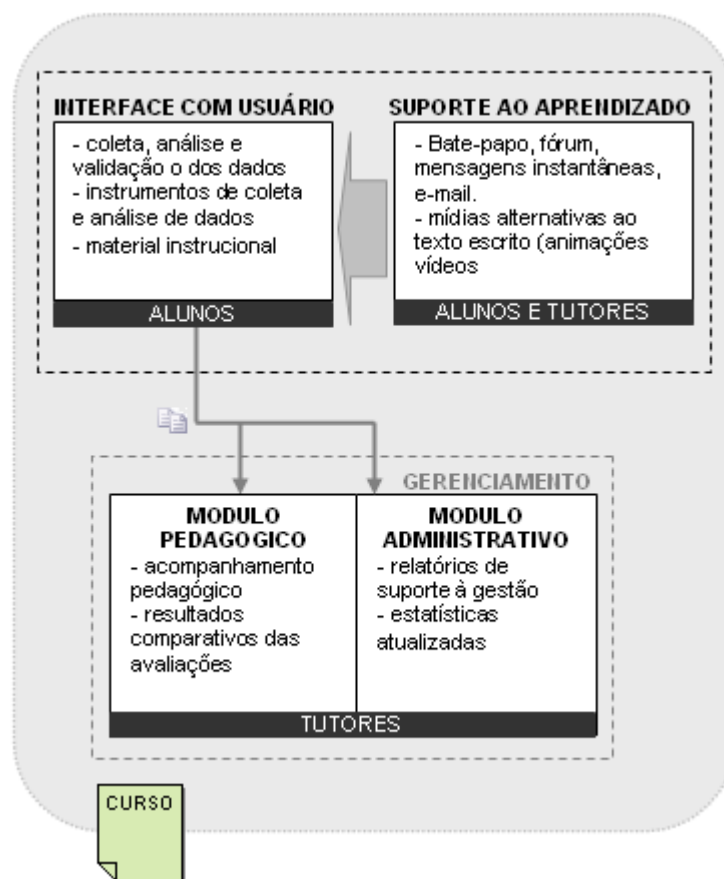 INTERFACE COM USUÁRIO
- coleta, análise e
validação o dos dados
- instrumentos de coleta
e análise de dados
- material instrucional
ALUNOS
SUPORTE AO APRENDIZADO
- Bate-papo, fórum,
mensagens instantâneas,
e-mail.
- mídias alternativas ao
texto escrito (animações
vídeos
ALUNOS E TUTORES
GERENCIAMENTO
MODULO
PEDAGOGICO
- acompanhamento
pedagógico
- resultados
comparativos das
avaliações
MODULO
ADMINISTRATIVO
- relatórios de
suporte à gestão
- estatísticas
atualizadas
TUTORES
CURSO